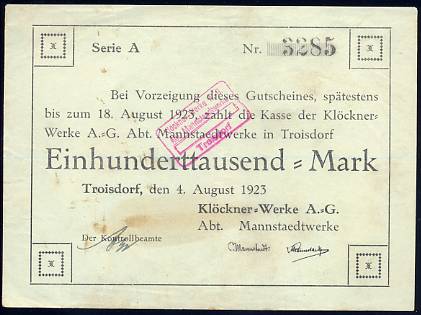 Serie A
Nr. 3285
Bei Vorzeigung dieses Gutscheines, spätestens
bis zum 18. August 1923, zahlt die Kasse der Klöckner-
Werke A.-G. Abt. Mannstaedtwerke in Troisdorf
Einhunderttausend = Mark
Troisdorf, den 4. August 1923
Klöckner-Werke A.-G.
Abt. Mannstaedtwerke
Der Kontrollbeamte
Troisdorf